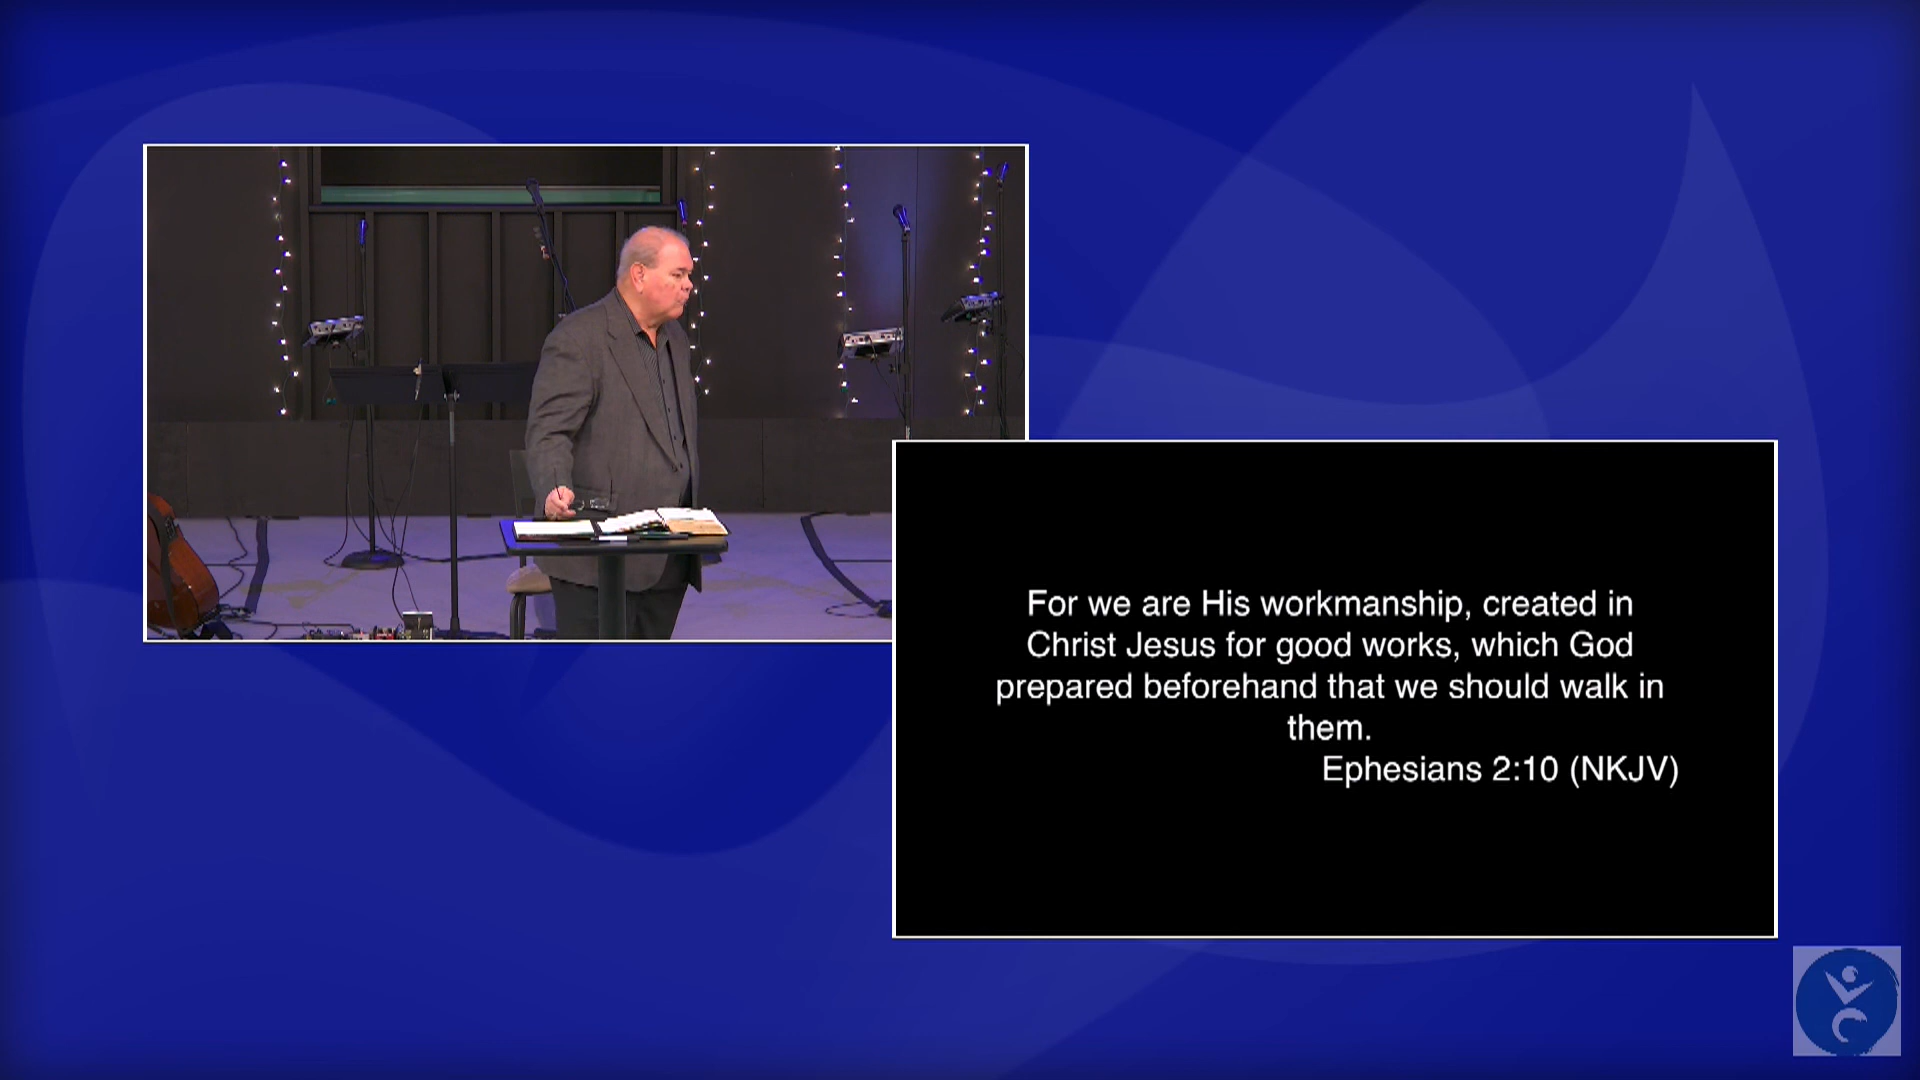 For we are His workmanship, created in
Christ Jesus for good works, which God
prepared beforehand that we should walk in
them.
Ephesians 2:10 (NKJV)